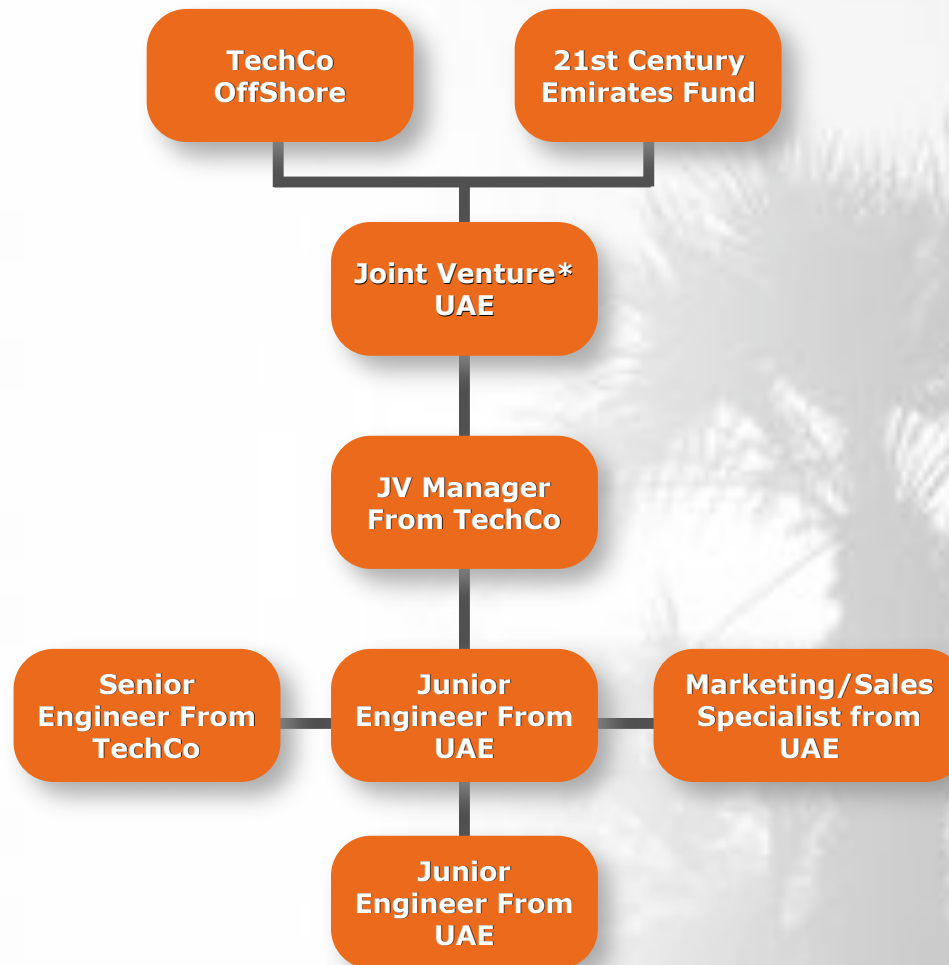 TechCo
OffShore
21st Century
Emirates Fund
Joint Venture*
UAE
JV Manager
From TechCo
Senior
Engineer From
TechCo
Junior
Engineer From
UAE
Marketing/Sales
Specialist from
UAE
Junior
Engineer From
UAE